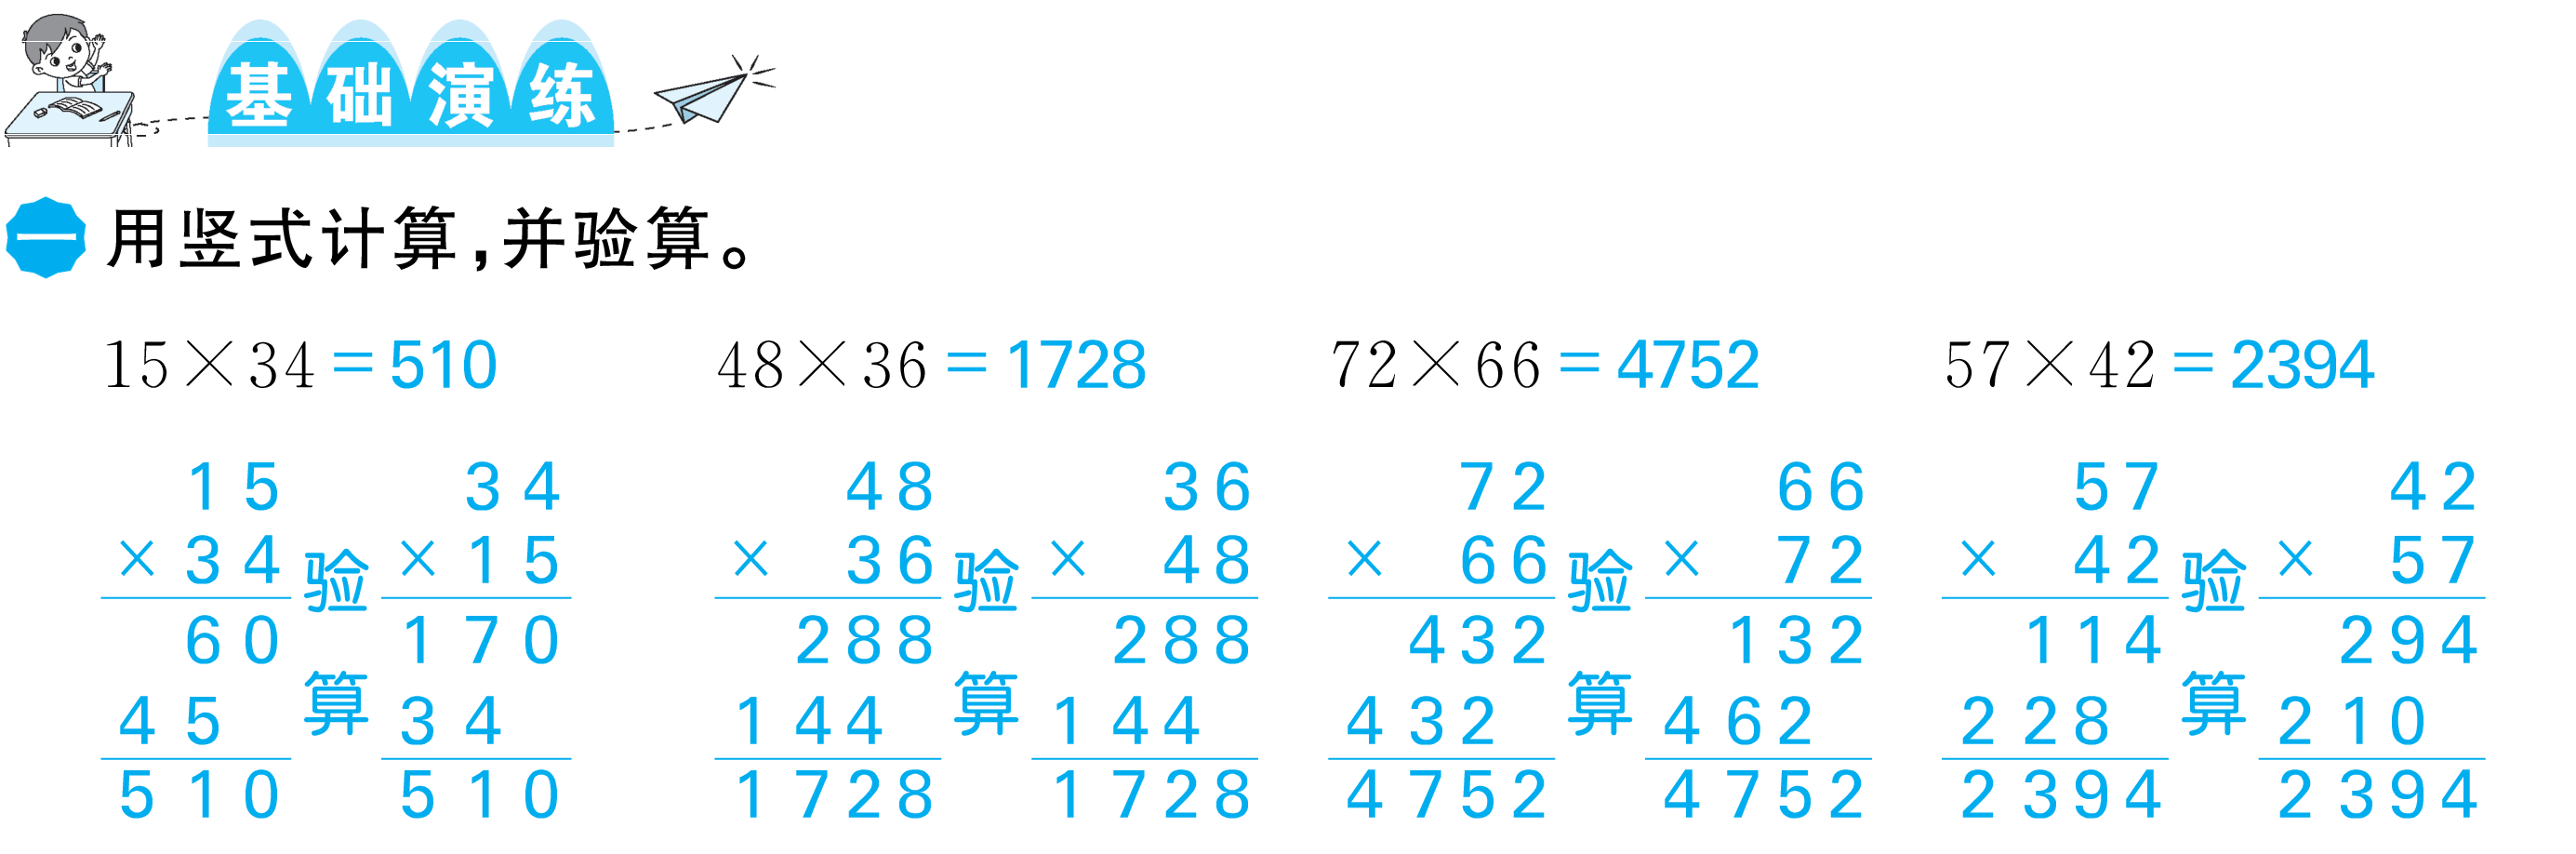 基础演练
一 用竖式计算,并验算。
15×34=510 48×36=1728 72×66=4752 57×42=2394
15 34 48 36 72 66 57 42
×34 ×15 ×36 ×48 ×66 ×72 ×42 ×57
验 验 验 验
60 170 288 288 432 132 114 294
算 算 算 算
45 34 144 144 432 462 228 210
510 510 1728 1728 4752 4752 2394 2394